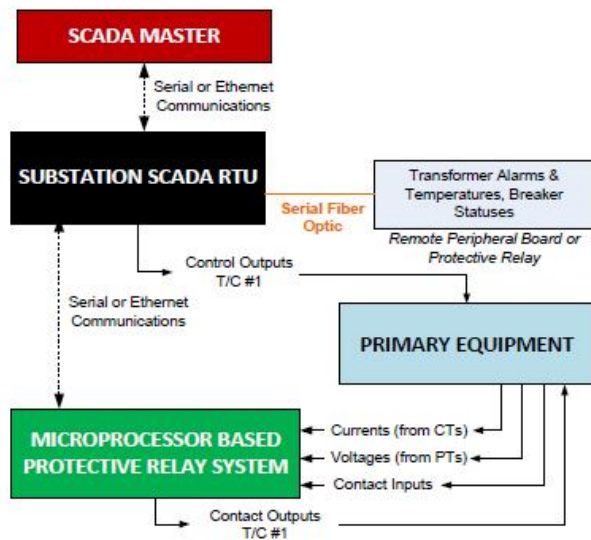 SCADA MASTER
Serial or Ethernet
Communications
SUBSTATION SCADA RTU
Serial Fiber
Optic
Transformer Alarms &
Temperatures, Breaker
Statuses
Remote Peripheral Board or
Protective Relay
Control Outputs
T/C #1
Serial or Ethernet
Communications
PRIMARY EQUIPMENT
MICROPROCESSOR BASED
PROTECTIVE RELAY SYSTEM
Currents (from CTs)
Voltages (from PTs)
Contact Inputs
Contact Outputs
T/C #1